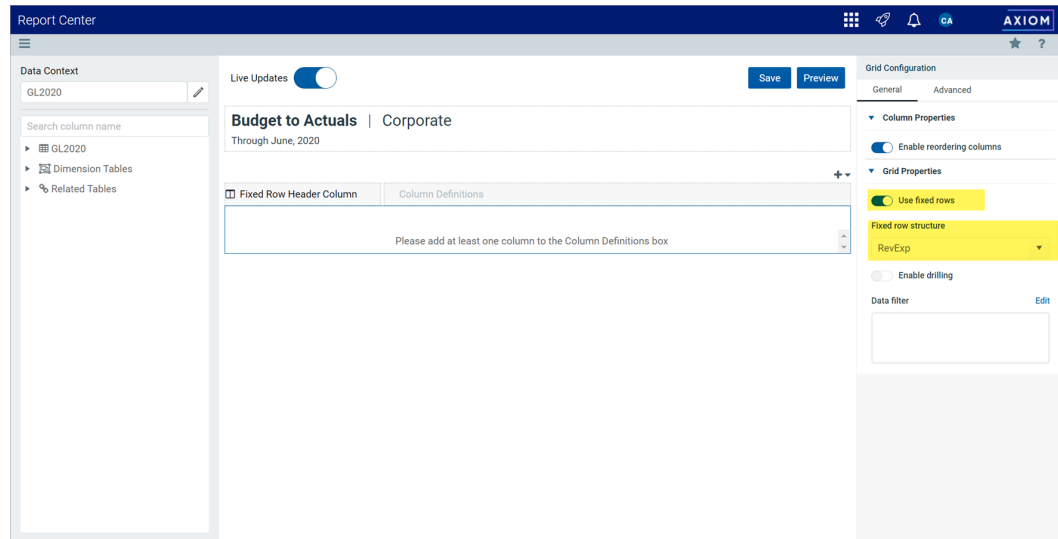 Report Center
CA
AXIOM
?
Data Context
GL2020
Search column name
GL2020
Dimension Tables
Related Tables
Live Updates
Save
Preview
Budget to Actuals | Corporate
Through June, 2020
Fixed Row Header Column
Column Definitions
Please add at least one column to the Column Definitions box
Grid Configuration
General Advanced
Column Properties
Enable reordering columns
Grid Properties
Use fixed rows
Fixed row structure
RevExp
Enable drilling
Data filter Edit